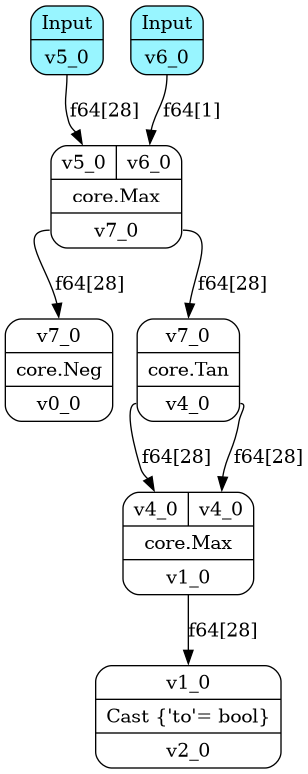 Input
v5_0
Input
v6_0
f64[28]
f64[1]
v5_0 v6_0
core.Max
v7_0
f64[28]
f64[28]
v7_0
core.Neg
v0_0
v7_0
core.Tan
v4_0
f64[28]
f64[28]
v4_0 v4_0
core.Max
v1_0
f64[28]
v1_0
Cast {'to'= bool}
v2_0